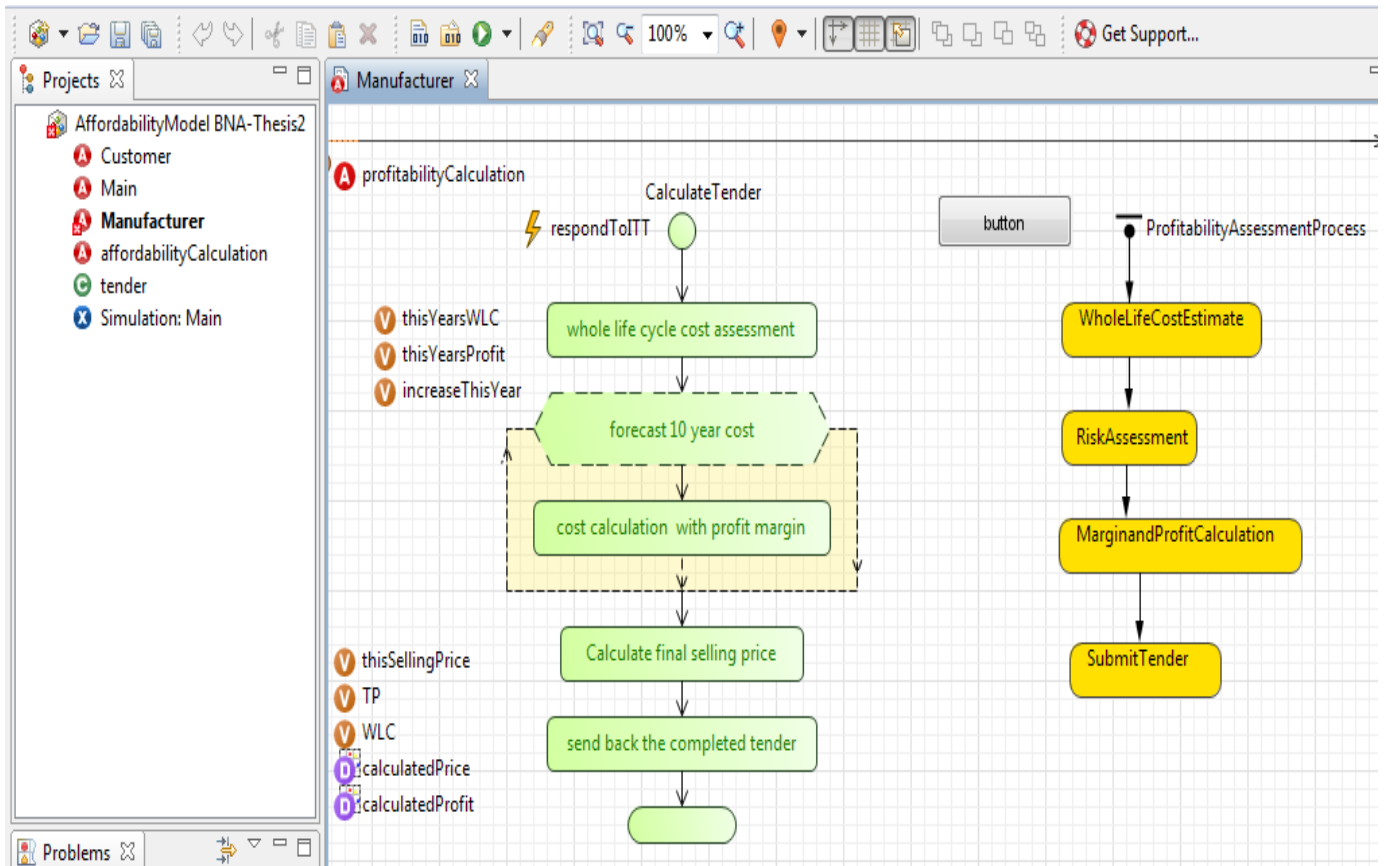 100%
Get Support...
Projects
AffordabilityModel BNA-Thesis2
Customer
Main
Manufacturer
affordabilityCalculation
tender
Simulation: Main
Problems
Manufacturer
profitabilityCalculation
CalculateTender
respondToITT
thisYearsWLC
thisYearsProfit
increaseThisYear
whole life cycle cost assessment
forecast 10 year cost
cost calculation with profit margin
Calculate final selling price
send back the completed tender
thisSellingPrice
TP
WLC
calculatedPrice
calculatedProfit
button
ProfitabilityAssessmentProcess
WholeLifeCostEstimate
RiskAssessment
MarginandProfitCalculation
SubmitTender